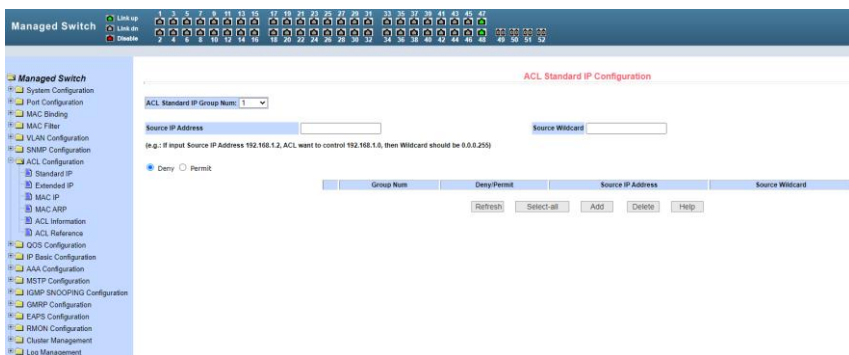 Managed Switch
Link up
Link dn
Disable
1 3 5 7 9 11 13 15 17 19 21 23 25 27 29 31 33 35 37 39 41 43 45 47
2 4 6 8 10 12 14 16 18 20 22 24 26 28 30 32 34 36 38 40 42 44 46 48 49 50 51 52
Managed Switch
System Configuration
Port Configuration
MAC Binding
MAC Filter
VLAN Configuration
SNMP Configuration
ACL Configuration
Standard IP
Extended IP
MAC IP
MAC ARP
ACL Information
ACL Reference
QOS Configuration
IP Basic Configuration
AAA Configuration
MSTP Configuration
IGMP SNOOPING Configuration
GMRP Configuration
EAPS Configuration
RMON Configuration
Cluster Management
Log Management
ACL Standard IP Configuration
ACL Standard IP Group Num: 1
Source IP Address Source Wildcard
(e.g.: If input Source IP Address 192.168.1.2, ACL want to control 192.168.1.0, then Wildcard should be 0.0.0.255)
Deny Permit
Group Num Deny/Permit Source IP Address Source Wildcard
Refresh Select-all Add Delete Help